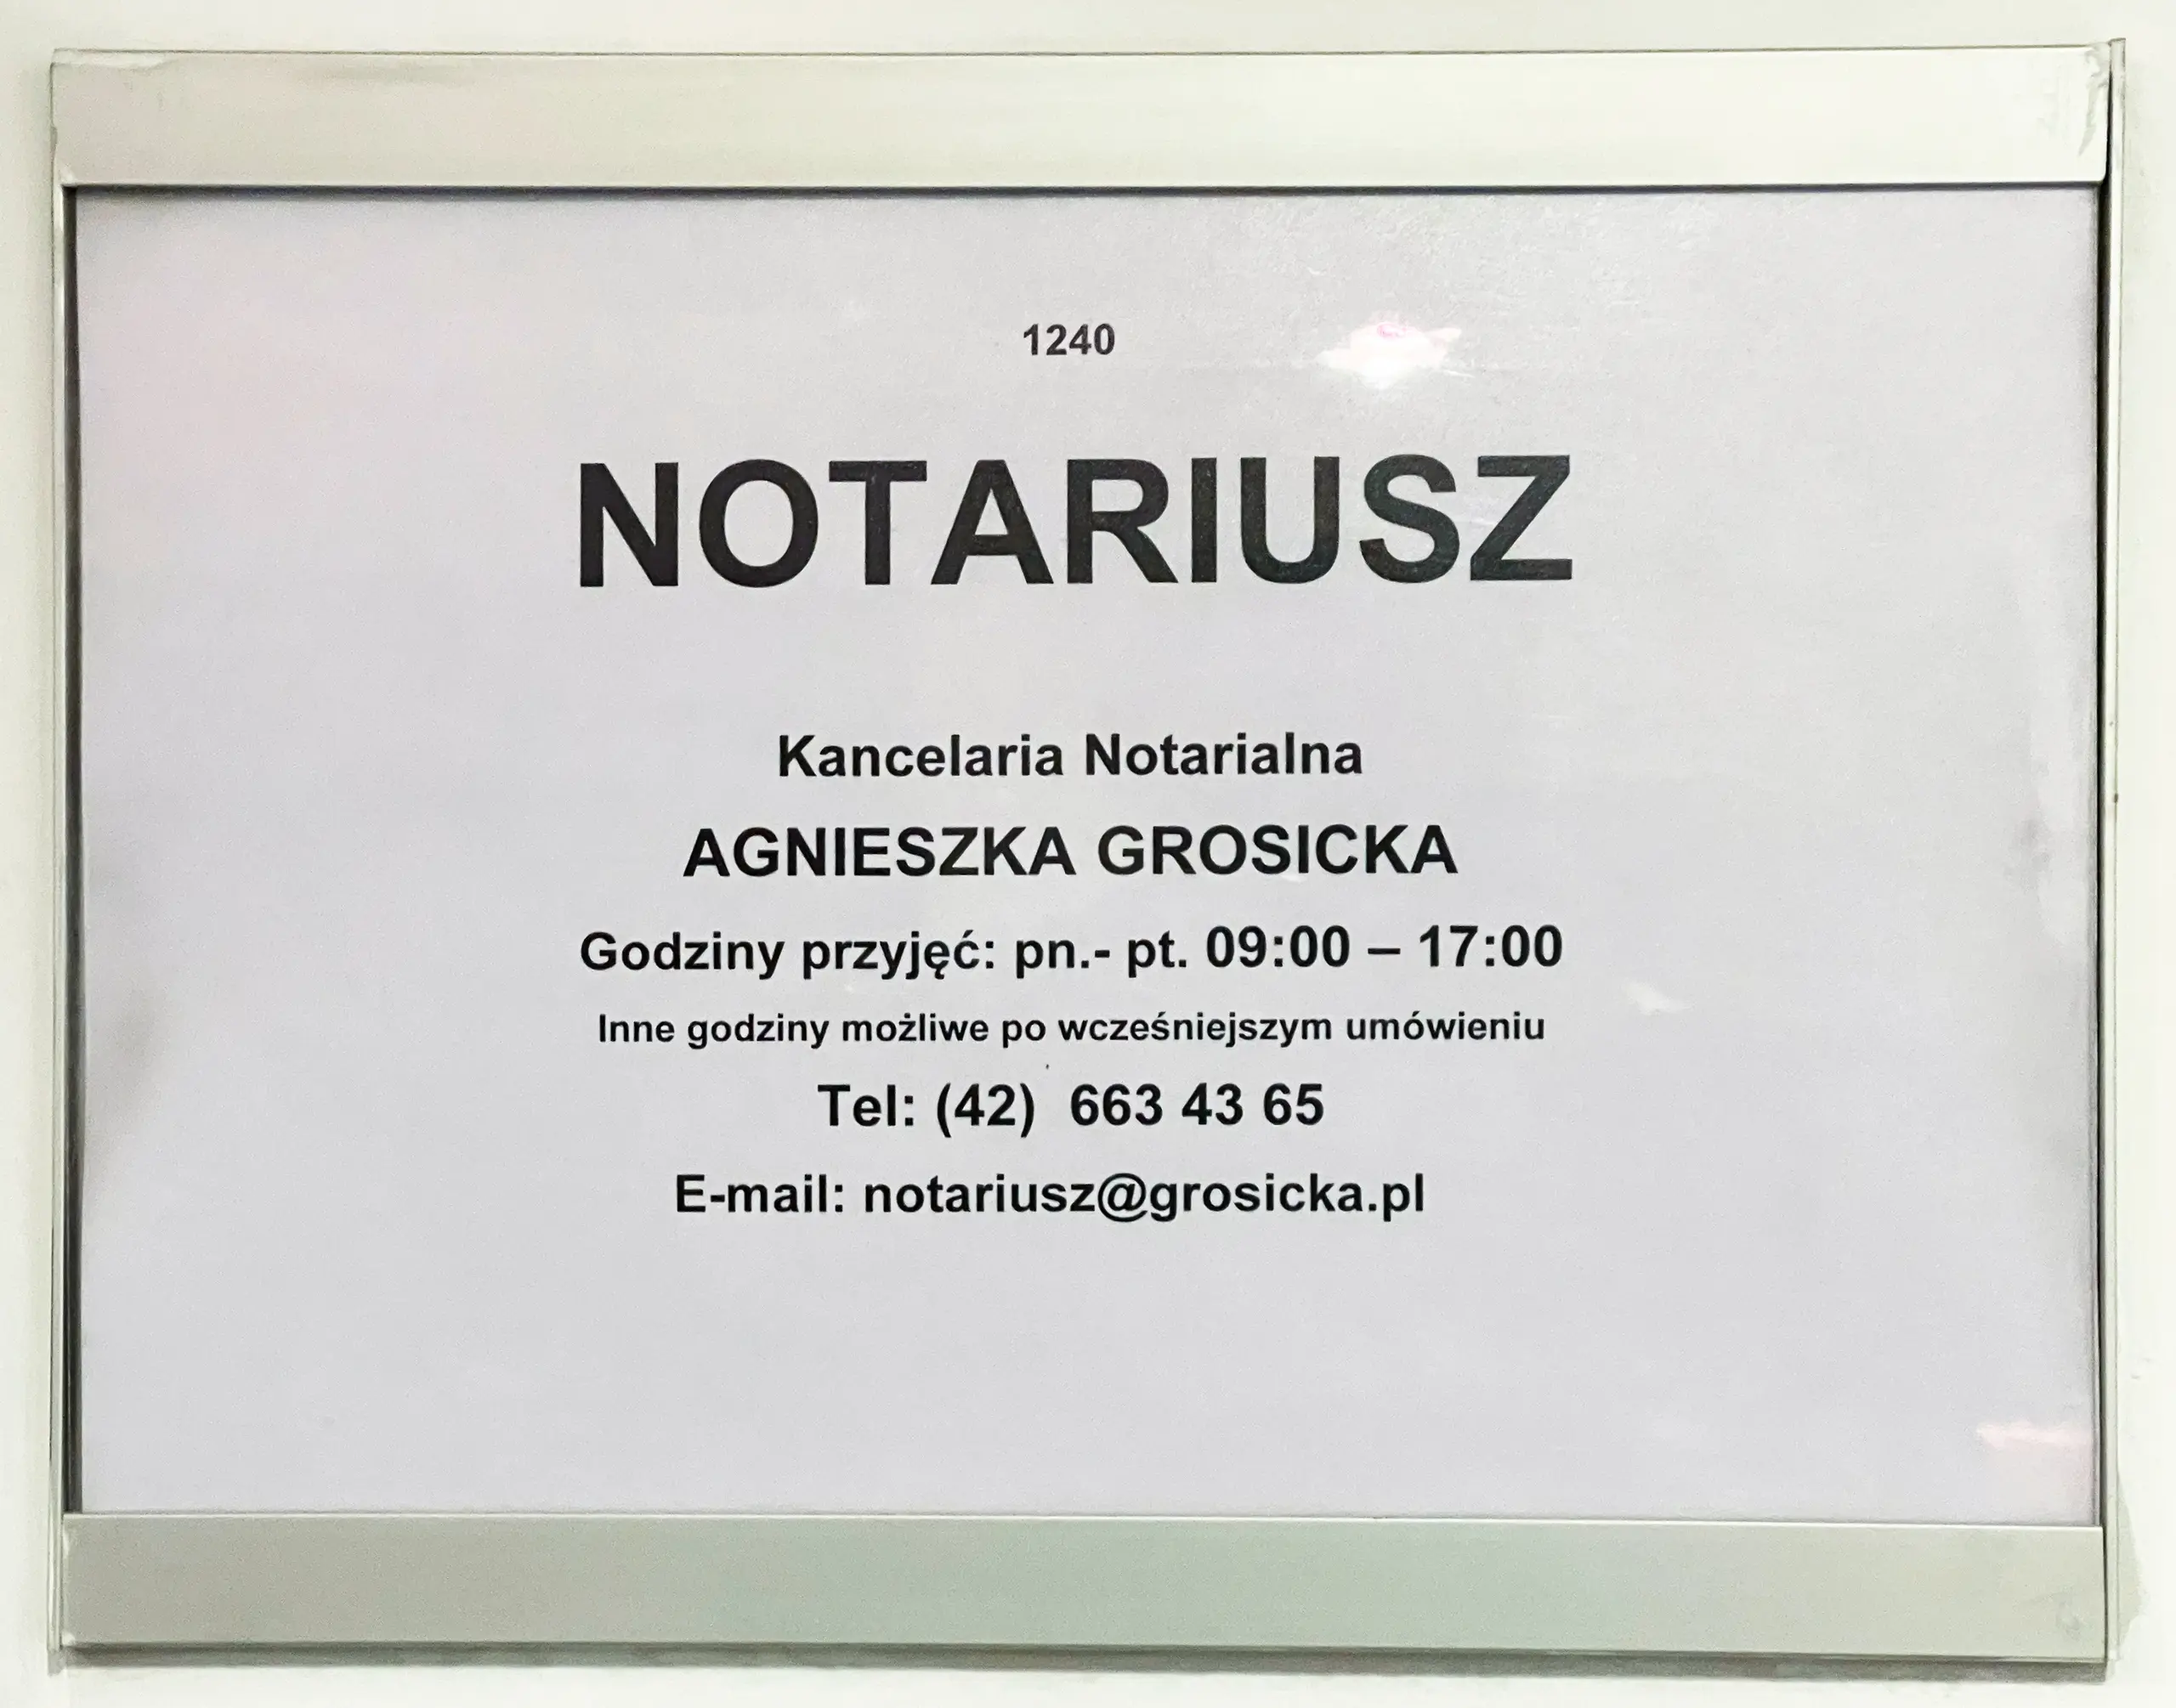 1240
NOTARIUSZ
Kancelaria Notarialna
AGNIESZKA GROSICKA
Godziny przyjęć: pn.- pt. 09:00 – 17:00
Inne godziny możliwe po wcześniejszym umówieniu
Tel: (42)  663 43 65
E-mail: notariusz@grosicka.pl